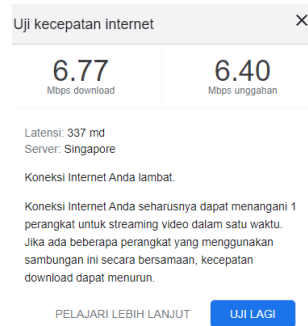 Uji kecepatan internet
6.77
Mbps download
6.40
Mbps unggahan
Latensi: 337 md
Server: Singapore
Koneksi Internet Anda lambat.
Koneksi Internet Anda seharusnya dapat menangani 1
perangkat untuk streaming video dalam satu waktu.
Jika ada beberapa perangkat yang menggunakan
sambungan ini secara bersamaan, kecepatan
download dapat menurun.
PELAJARI LEBIH LANJUT
UJI LAGI